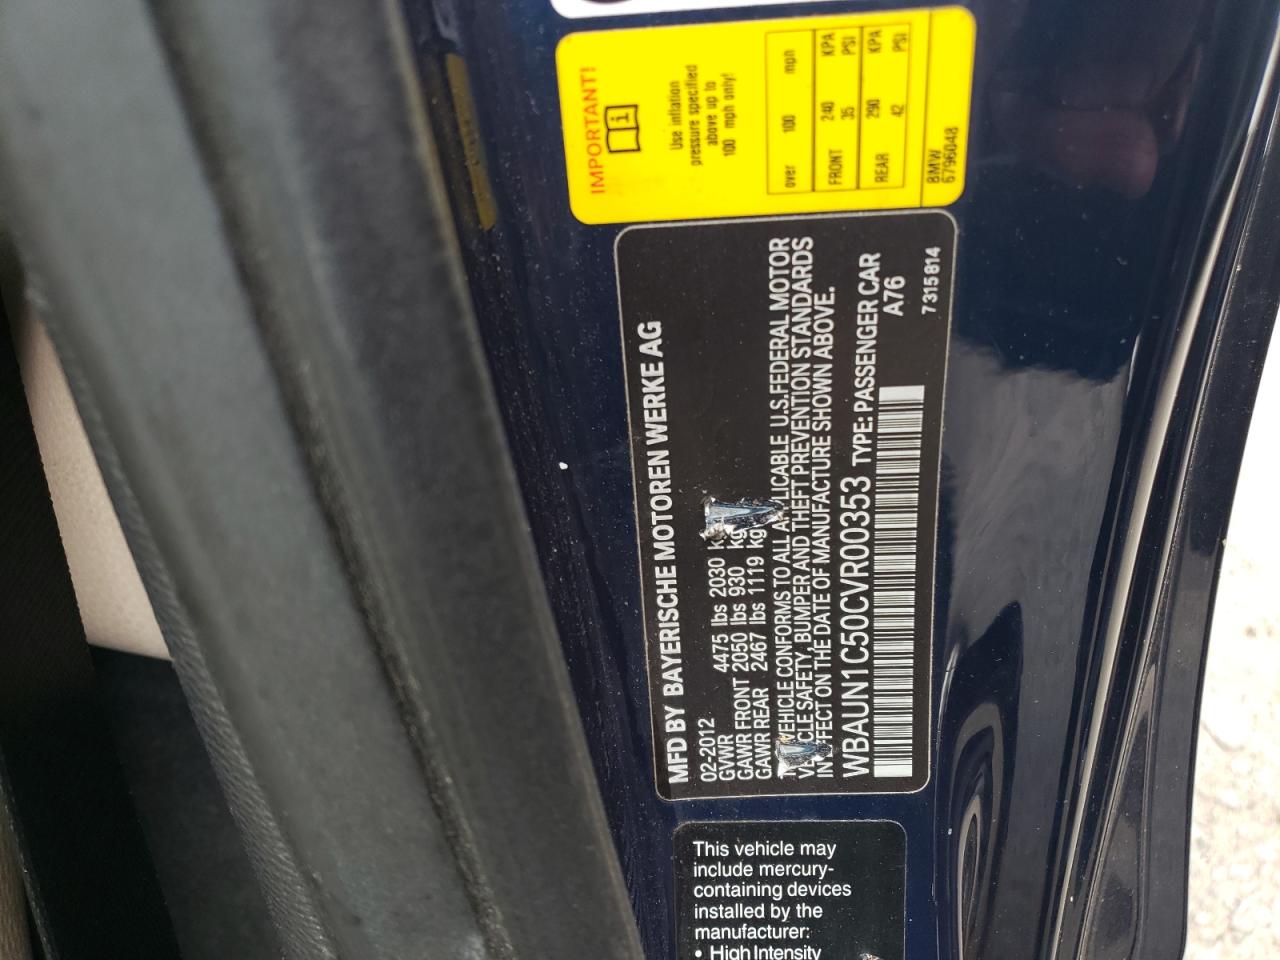 IMPORTANT!
Use inflation
pressure specified
above up to
100 mph only!
over 100 mph
FRONT 240 KPA
35 PSI
REAR 290 KPA
42 PSI
BMW
6796048
MFD BY BAYERISCHE MOTOREN WERKE AG
02-2012
GVWR 4475 lbs 2030
GAWR FRONT 2050 lbs 930 kg
GAWR REAR 2467 lbs 1119 kg
VEHICLE CONFORMS TO ALL U.S.FEDERAL MOTOR
SAFETY, BUMPER AND THEFT PREVENTION STANDARDS
IN ON THE DATE OF MANUFACTURE SHOWN ABOVE.
WBAUN1C50CVR00353 TYPE: PASSENGER CAR
A76
7315814
This vehicle may
include mercury-
containing devices
installed by the
manufacturer:
• High Intensity